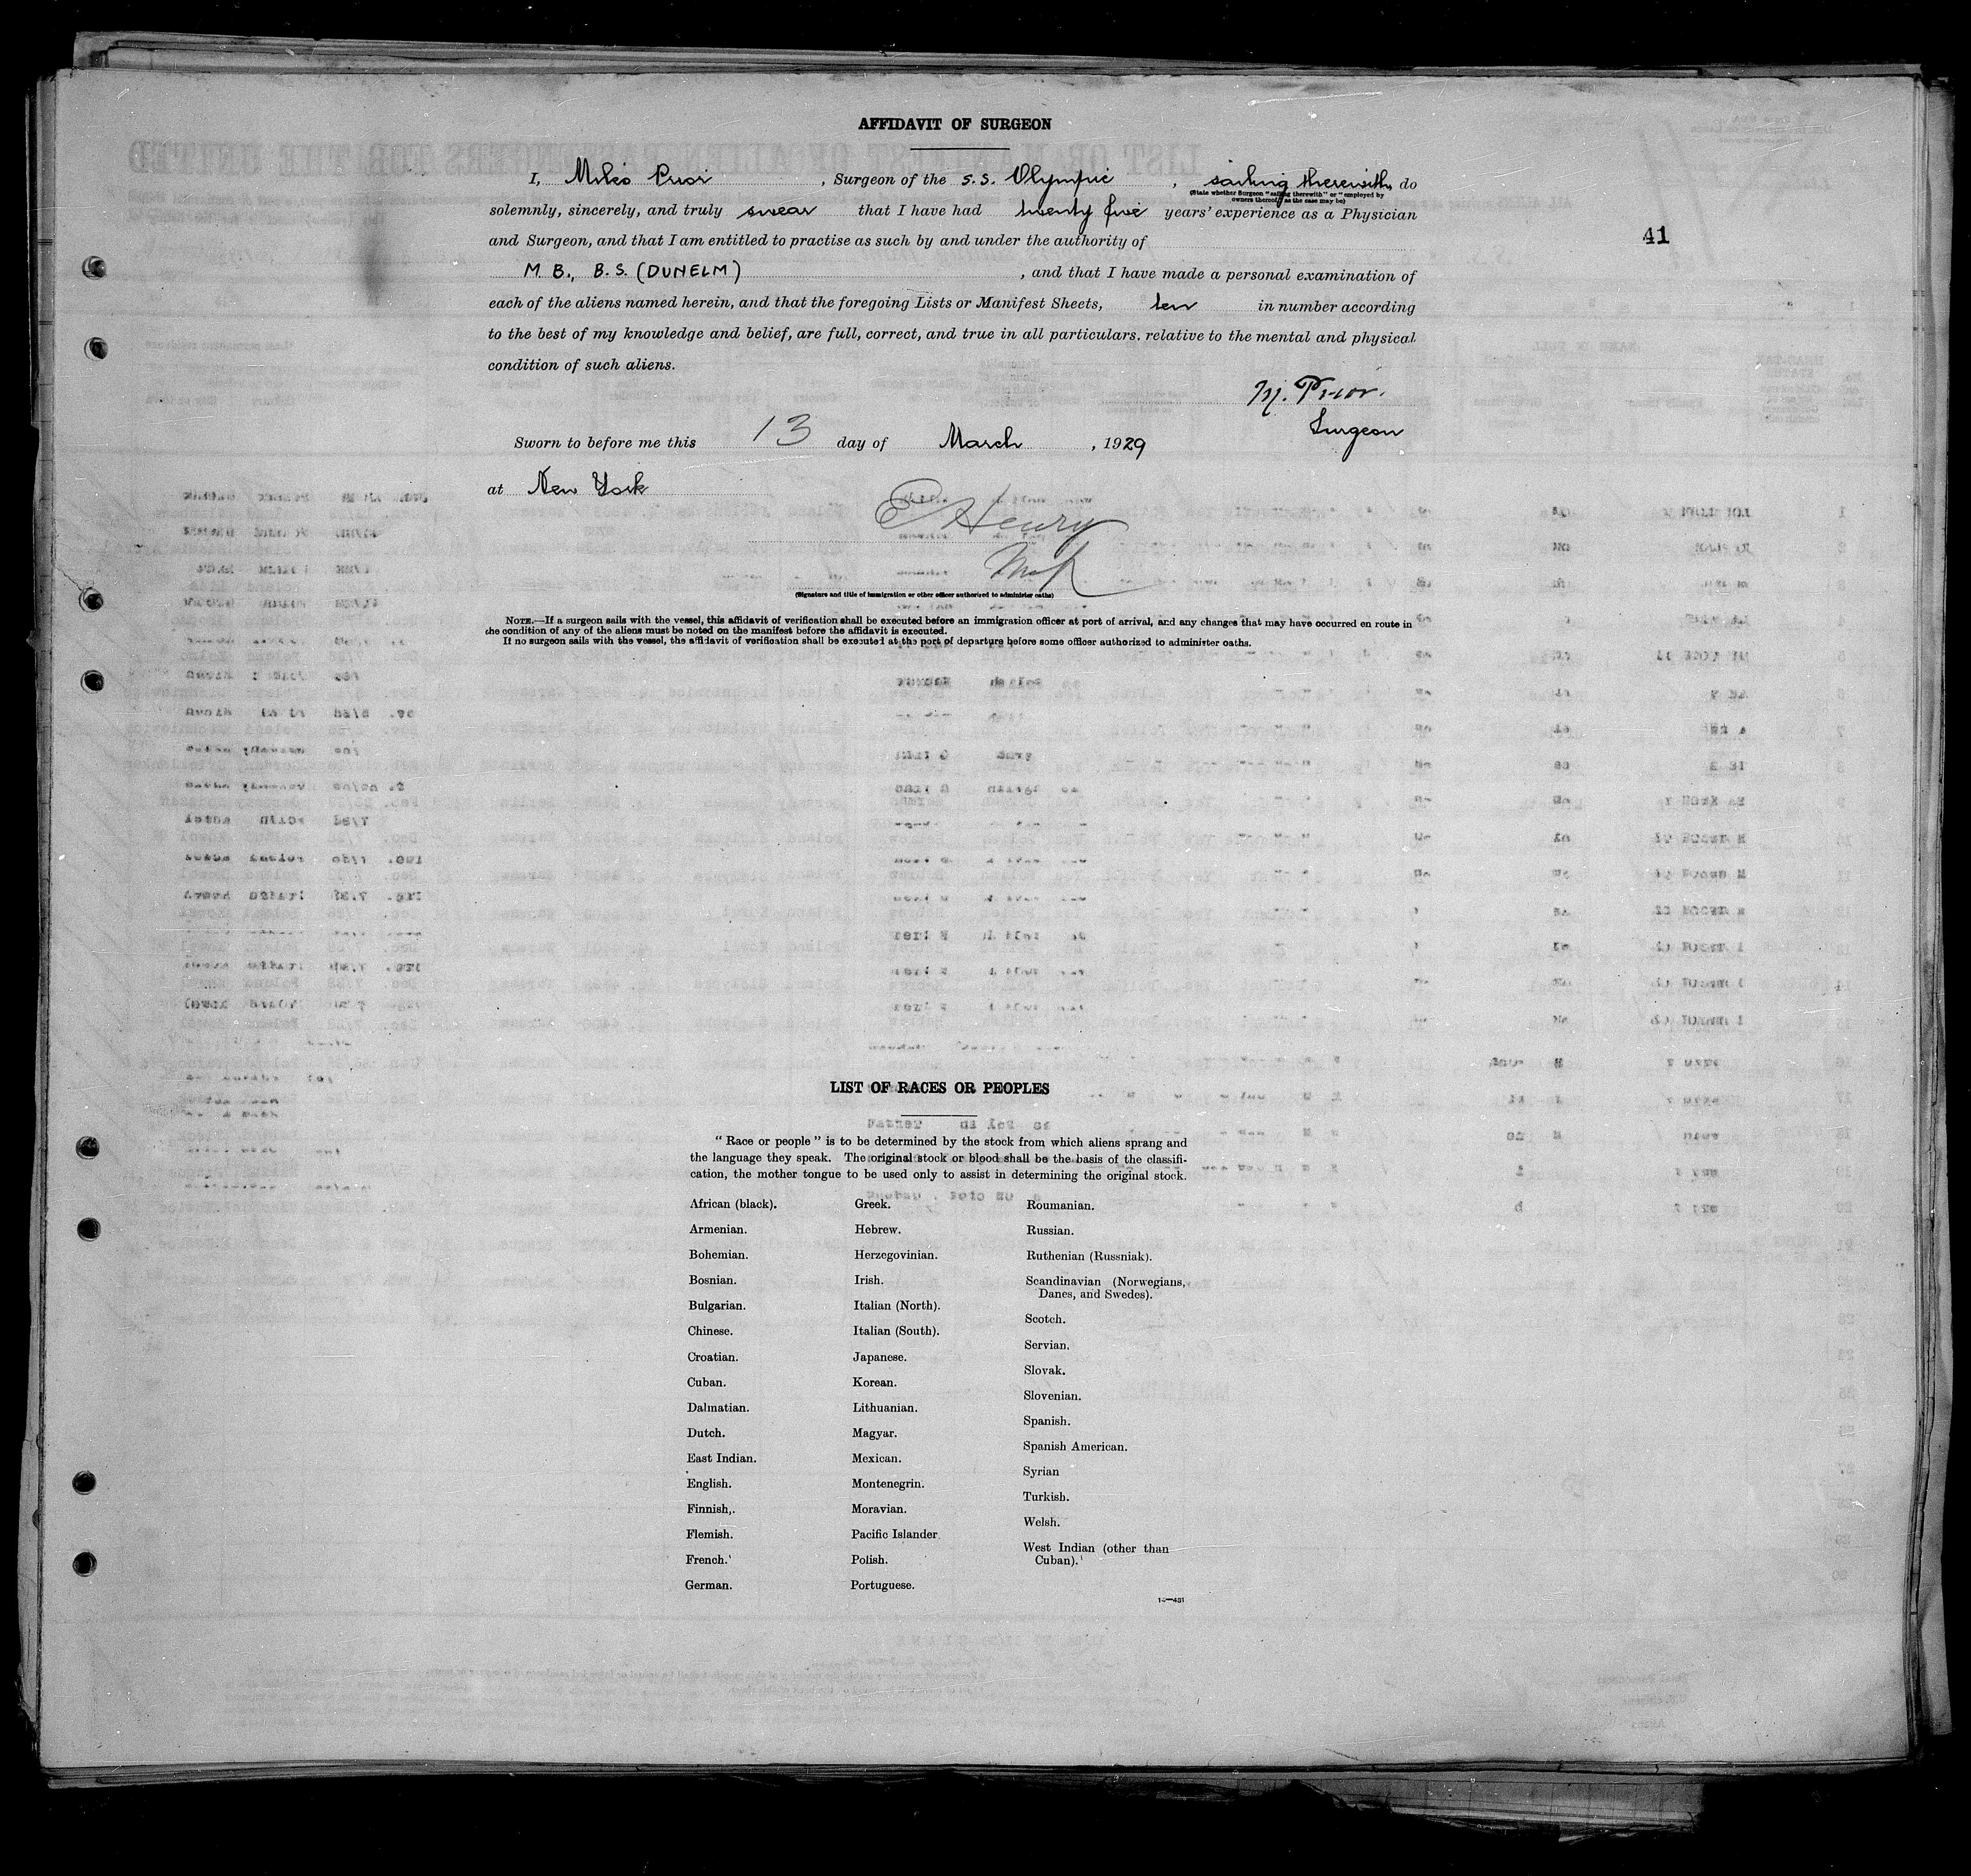 AFFIDAVIT OF SURGEON
I, Miles Prior, Surgeon of the S.S. Olympic, sailing therewith, do
(State whether Surgeon "sailing therewith" or "employed by
owners thereof," as the case may be)
solemnly, sincerely, and truly swear that I have had twenty five years' experience as a Physician
41
and Surgeon, and that I am entitled to practise as such by and under the authority of
M.B., B.S. (DUNELM), and that I have made a personal examination of
each of the aliens named herein, and that the foregoing Lists or Manifest Sheets, ten in number according
to the best of my knowledge and belief, are full, correct, and true in all particulars, relative to the mental and physical
condition of such aliens.
M. Prior.
Surgeon
Sworn to before me this 13 day of March, 1929
at New York
E Henry
(Signature and title of immigration or other officer authorized to administer oaths)
NOTE.—If a surgeon sails with the vessel, this affidavit of verification shall be executed before an immigration officer at port of arrival, and any changes that may have occurred en route in
the condition of any of the aliens must be noted on the manifest before the affidavit is executed.
If no surgeon sails with the vessel, the affidavit of verification shall be executed at the port of departure before some officer authorized to administer oaths.
LIST OF RACES OR PEOPLES
"Race or people" is to be determined by the stock from which aliens sprang and
the language they speak. The original stock or blood shall be the basis of the classifi-
cation, the mother tongue to be used only to assist in determining the original stock.
African (black).
Armenian.
Bohemian.
Bosnian.
Bulgarian.
Chinese.
Croatian.
Cuban.
Dalmatian.
Dutch.
East Indian.
English.
Finnish,.
Flemish.
French.
German.
Greek.
Hebrew.
Herzegovinian.
Irish.
Italian (North).
Italian (South).
Japanese.
Korean.
Lithuanian.
Magyar.
Mexican.
Montenegrin.
Moravian.
Pacific Islander
Polish.
Portuguese.
Roumanian.
Russian.
Ruthenian (Russniak).
Scandinavian (Norwegians,
Danes, and Swedes).
Scotch.
Servian.
Slovak.
Slovenian.
Spanish.
Spanish American.
Syrian
Turkish.
Welsh.
West Indian (other than
Cuban).